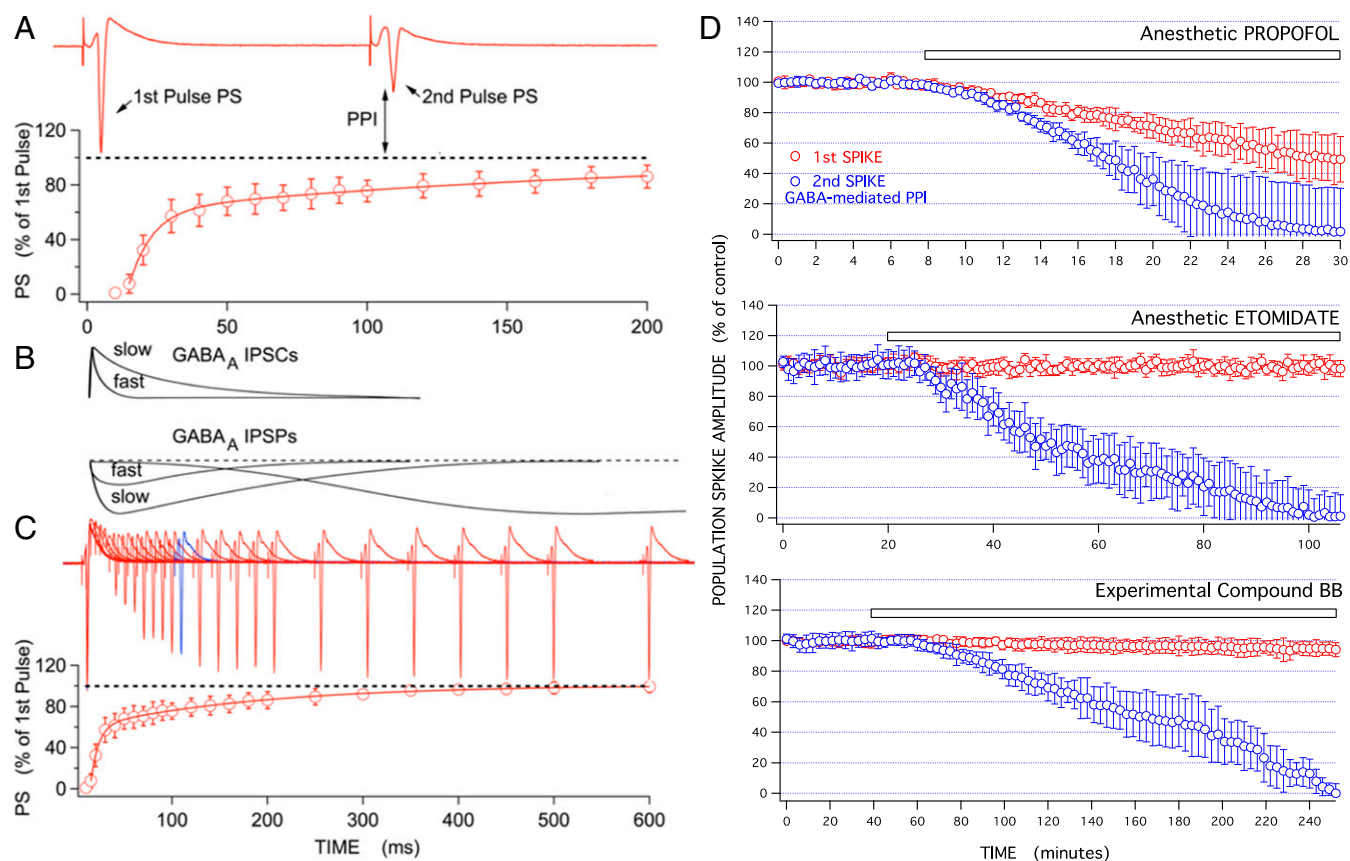 A
1st Pulse PS
2nd Pulse PS
PPI
PS (% of 1st Pulse)
120
80
40
0
0 50 100 150 200
B
slow
fast
GABAA IPSCs
GABAA IPSPs
fast
slow
C
PS (% of 1st Pulse)
120
80
40
0
100 200 300 400 500 600
TIME (ms)
D
POPULATION SPIKE AMPLITUDE (% of control)
Anesthetic PROPOFOL
140
120
100
80
60
40
20
0
1st SPIKE
2nd SPIKE
GABA-mediated PPI
0 2 4 6 8 10 12 14 16 18 20 22 24 26 28 30
Anesthetic ETOMIDATE
140
120
100
80
60
40
20
0
0 20 40 60 80 100
Experimental Compound BB
140
120
100
80
60
40
20
0
0 20 40 60 80 100 120 140 160 180 200 220 240
TIME (minutes)